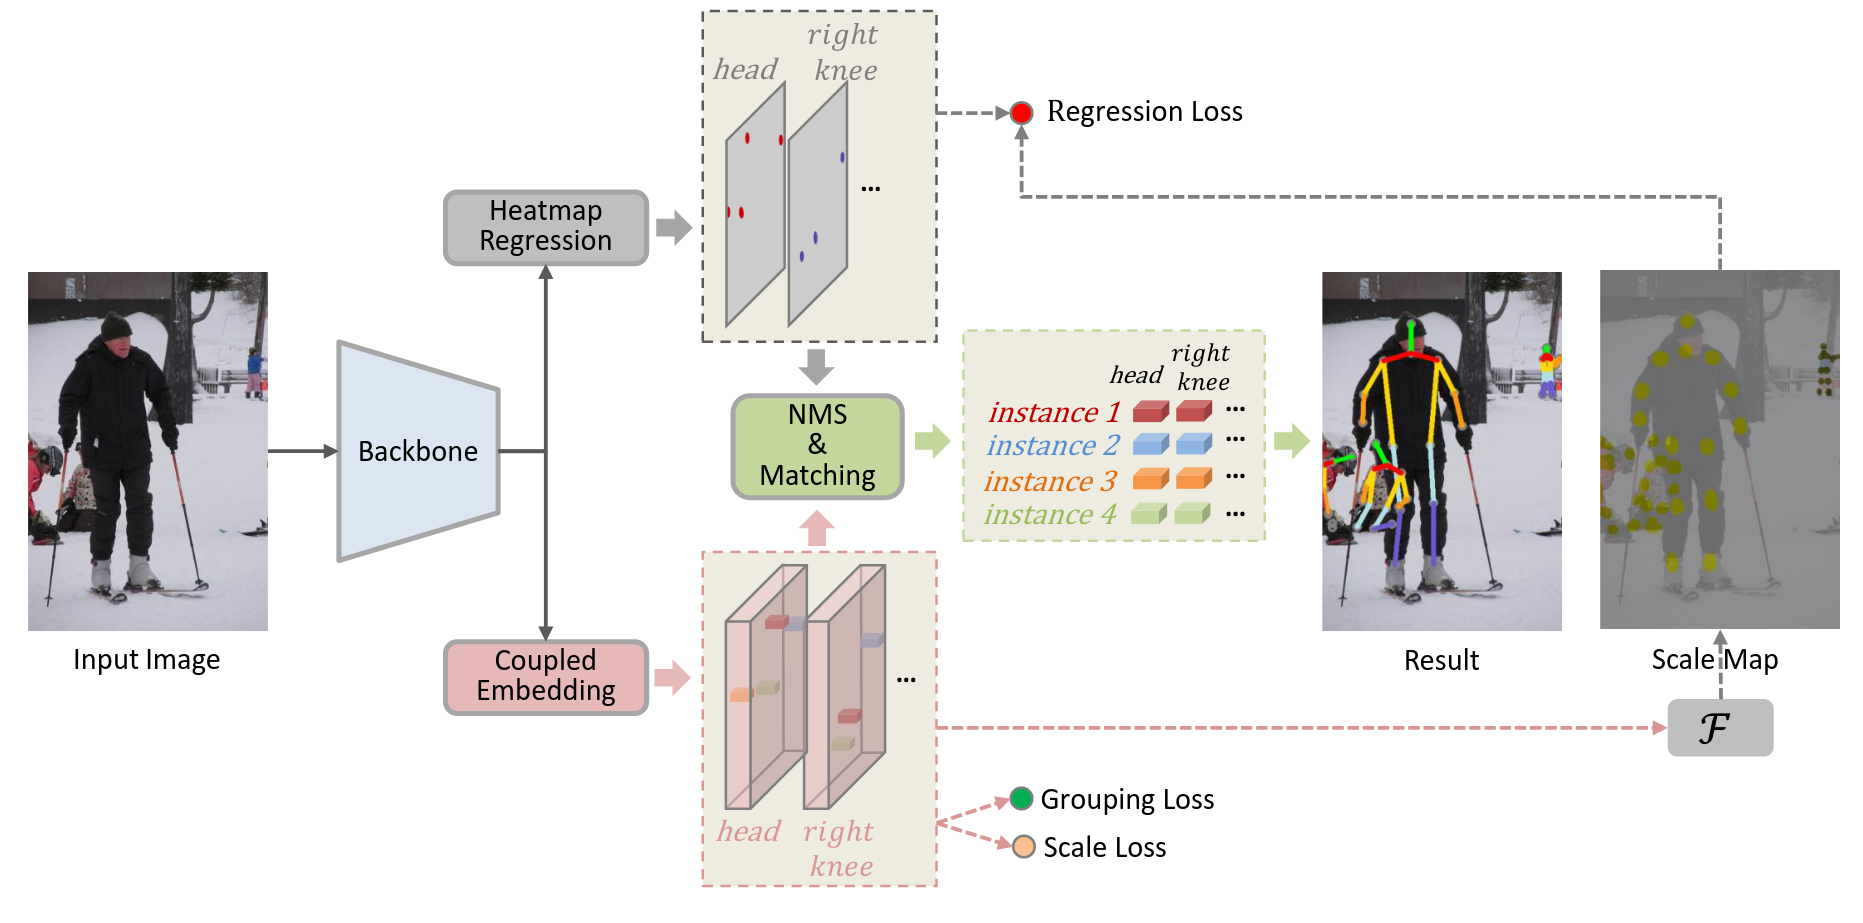 right
head
knee
...
Regression Loss
Heatmap
Regression
Input Image
Backbone
NMS
&
Matching
right
head
knee
instance 1 ...
instance 2 ...
instance 3 ...
instance 4 ...
Result
Scale Map
Coupled
Embedding
...
head
right
knee
ℱ
Grouping Loss
Scale Loss